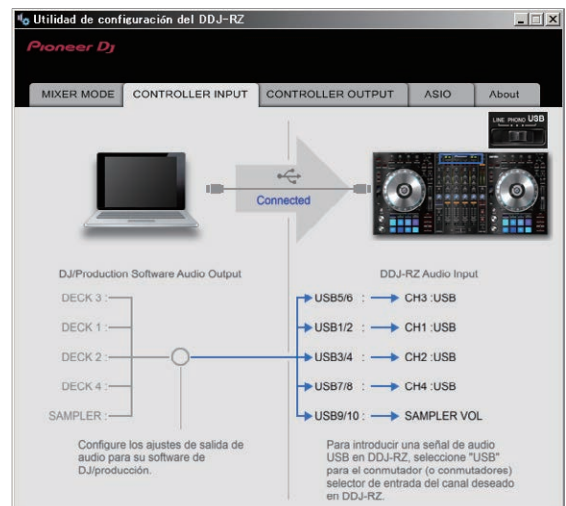 Utilidad de configuración del DDJ-RZ
Pioneer Dj
MIXER MODE
CONTROLLER INPUT
CONTROLLER OUTPUT
ASIO
About
LINE PHONO USB
Connected
DJ/Production Software Audio Output
DDJ-RZ Audio Input
DECK 3 :
USB5/6 : CH3 :USB
DECK 1 :
USB1/2 : CH1 :USB
DECK 2 :
USB3/4 : CH2 :USB
DECK 4 :
USB7/8 : CH4 :USB
SAMPLER :
USB9/10 : SAMPLER VOL
Configure los ajustes de salida de
audio para su software de
DJ/producción.
Para introducir una señal de audio
USB en DDJ-RZ, seleccione "USB"
para el conmutador (o conmutadores)
selector de entrada del canal deseado
en DDJ-RZ.